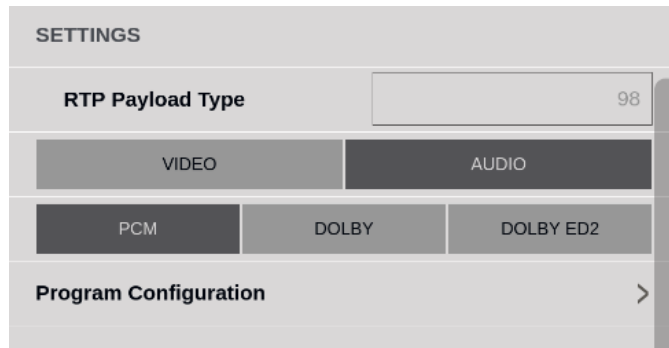 SETTINGS
RTP Payload Type 98
VIDEO AUDIO
PCM DOLBY DOLBY ED2
Program Configuration >